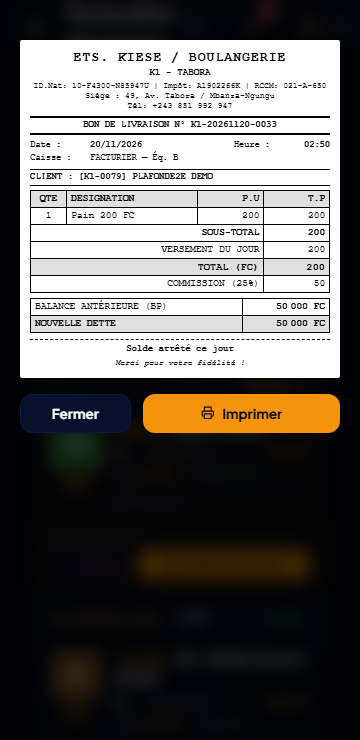 ETS. KIESE / BOULANGERIE
K1 - TABORA
ID.Nat: 10-F4300-N85947U | Impôt: A1902266K | RCCM: 021-A-650
Siège : 49, Av. Tabora / Mbanza-Ngungu
Tél: +243 851 992 947
BON DE LIVRAISON N° K1-20261120-0033
Date : 20/11/2026 Heure : 02:50
Caisse : FACTURIER — Éq. B
CLIENT : [K1-0079] PLAFONDE2E DEMO
QTE DESIGNATION P.U T.P
1 Pain 200 FC 200 200
SOUS-TOTAL 200
VERSEMENT DU JOUR 200
TOTAL (FC) 200
COMMISSION (25%) 50
BALANCE ANTÉRIEURE (BP) 50 000 FC
NOUVELLE DETTE 50 000 FC
Solde arrêté ce jour
Merci pour votre fidélité !
Fermer
Imprimer